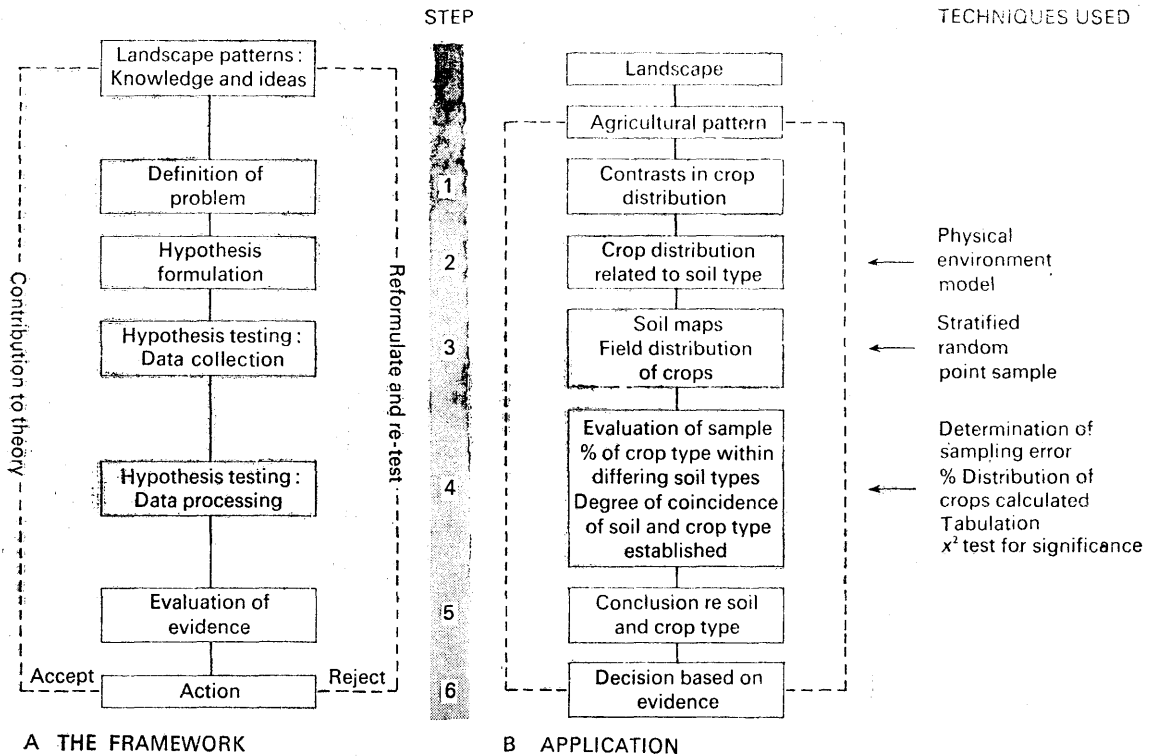 STEP
TECHNIQUES USED
Landscape patterns:
Knowledge and ideas
Definition of
problem
Hypothesis
formulation
Hypothesis testing:
Data collection
Hypothesis testing:
Data processing
Evaluation of
evidence
Action
Accept
Reject
Contribution to theory
Reformulate and re-test
1
2
3
4
5
6
Landscape
Agricultural pattern
Contrasts in crop
distribution
Crop distribution
related to soil type
Soil maps
Field distribution
of crops
Evaluation of sample
% of crop type within
differing soil types
Degree of coincidence
of soil and crop type
established
Conclusion re soil
and crop type
Decision based on
evidence
Physical
environment
model
Stratified
random
point sample
Determination of
sampling error
% Distribution of
crops calculated
Tabulation
x² test for significance
A THE FRAMEWORK
B APPLICATION